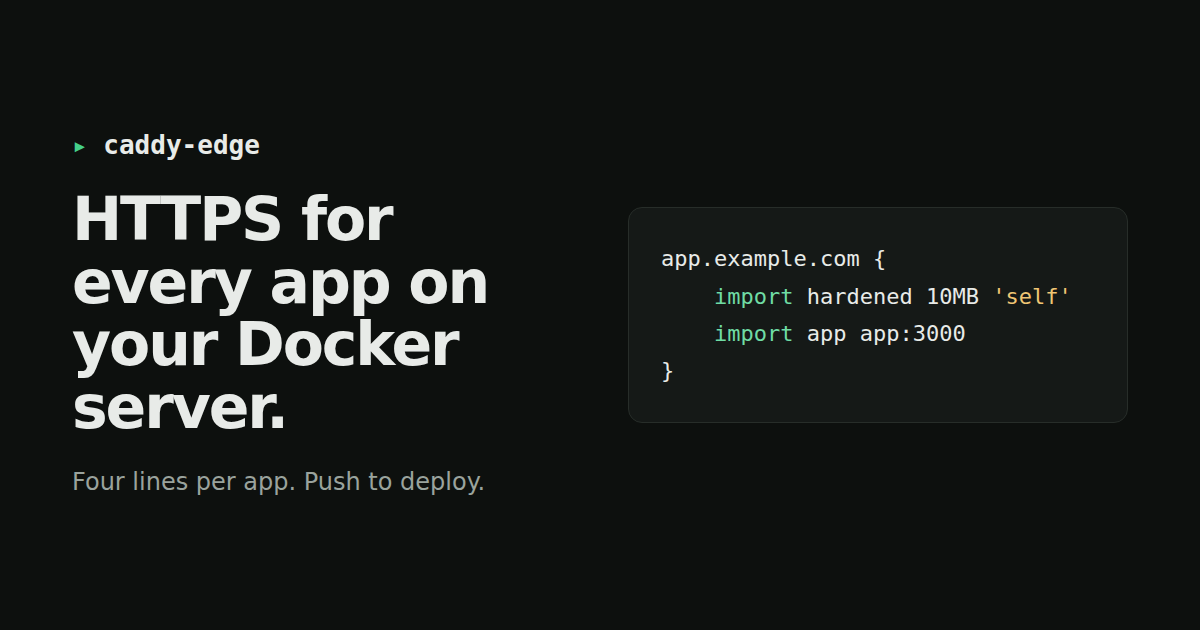 ▶ caddy-edge
HTTPS for
every app on
your Docker
server.
Four lines per app. Push to deploy.
app.example.com {
    import hardened 10MB 'self'
    import app app:3000
}